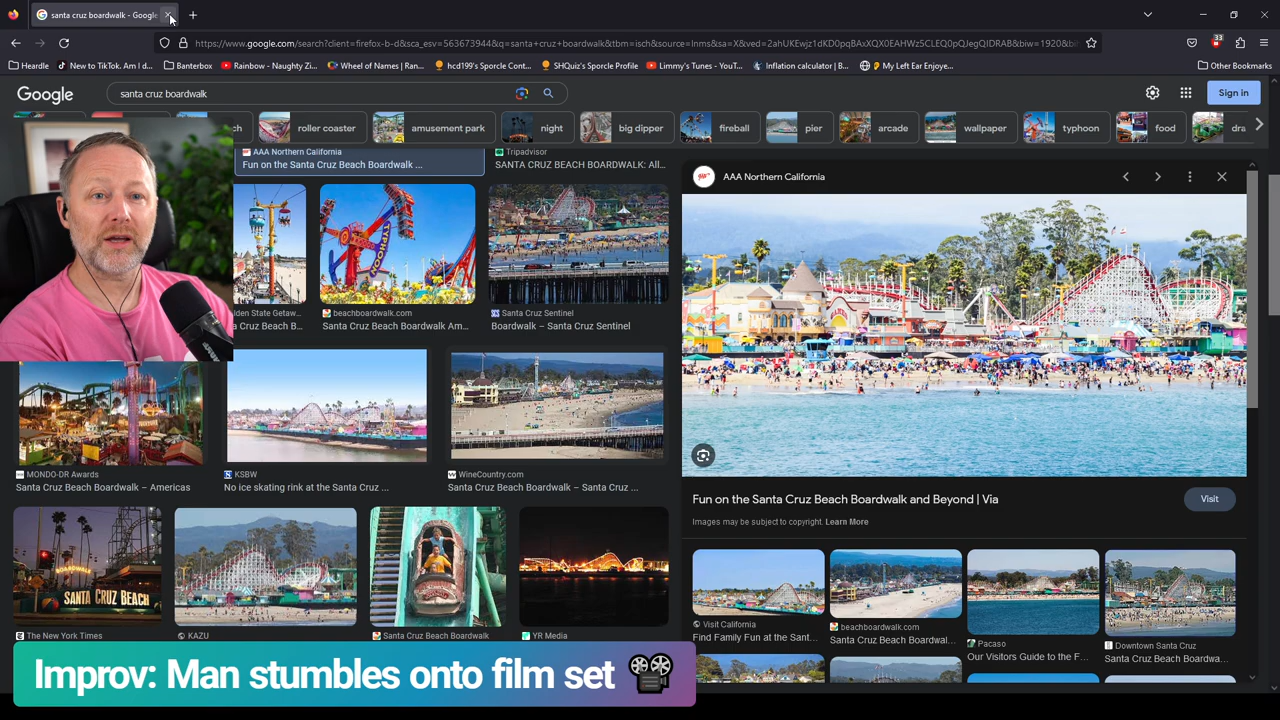 santa cruz boardwalk - Google
https://www.google.com/search?client=firefox-b-d&sca_esv=563673944&q=santa+cruz+boardwalk&tbm=isch&source=lnms&sa=X&ved=2ahUKEwjz1dKD0pqBAxXQX0EAHWz5CLEQ0pQJegQIDRAB&biw=1920&bi
33
Heardle
New to TikTok. Am I d...
Banterbox
Rainbow - Naughty Zi...
Wheel of Names | Ran...
hcd199's Sporcle Cont...
SHQuiz's Sporcle Profile
Limmy's Tunes - YouT...
Inflation calculator | B...
My Left Ear Enjoye...
Other Bookmarks
Google
santa cruz boardwalk
Sign in
ch
roller coaster
amusement park
night
big dipper
fireball
pier
arcade
wallpaper
typhoon
food
dra
AAA Northern California
Fun on the Santa Cruz Beach Boardwalk ...
Tripadvisor
SANTA CRUZ BEACH BOARDWALK: All...
AAA Northern California
TYPHOON
lden State Getaw...
a Cruz Beach B...
beachboardwalk.com
Santa Cruz Beach Boardwalk Am...
Santa Cruz Sentinel
Boardwalk – Santa Cruz Sentinel
MONDO-DR Awards
Santa Cruz Beach Boardwalk – Americas
KSBW
No ice skating rink at the Santa Cruz ...
WineCountry.com
Santa Cruz Beach Boardwalk – Santa Cruz ...
Fun on the Santa Cruz Beach Boardwalk and Beyond | Via
Visit
Images may be subject to copyright. Learn More
SANTA CRUZ BEACH
The New York Times
KAZU
Santa Cruz Beach Boardwalk
YR Media
Visit California
Find Family Fun at the Sant...
beachboardwalk.com
Santa Cruz Beach Boardwal...
Pacaso
Our Visitors Guide to the F...
Downtown Santa Cruz
Santa Cruz Beach Boardwa...
Improv: Man stumbles onto film set